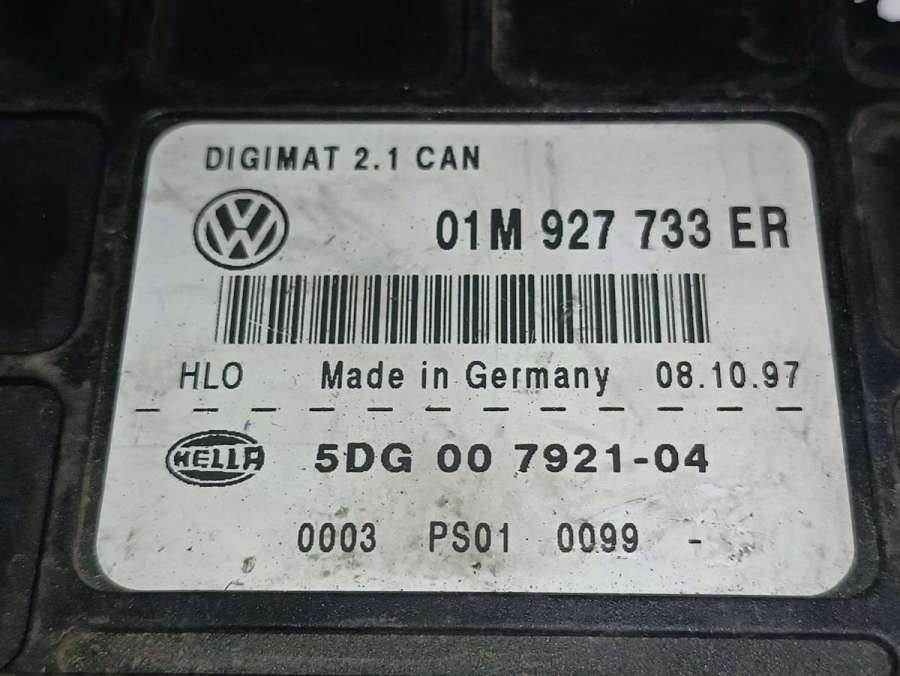 DIGIMAT 2.1 CAN
01M 927 733 ER
HLO Made in Germany 08.10.97
HELLA 5DG 00 7921-04
0003 PS01 0099 -